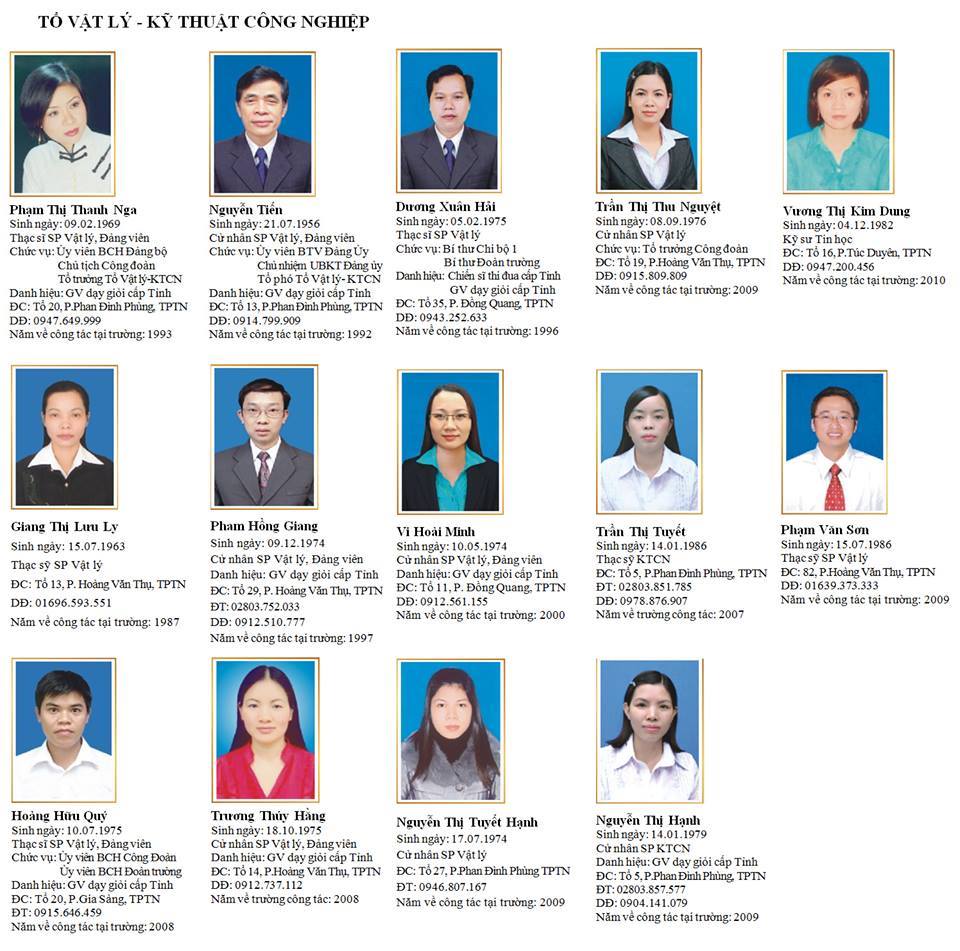 TỔ VẬT LÝ - KỸ THUẬT CÔNG NGHIỆP
Phạm Thị Thanh Nga
Sinh ngày: 09.02.1969
Thạc sĩ SP Vật lý, Đảng viên
Chức vụ: Ủy viên BCH Đảng bộ
Chủ tịch Công đoàn
Tổ trưởng Tổ Vật lý-KTCN
Danh hiệu: GV dạy giỏi cấp Tỉnh
ĐC: Tổ 20, P.Phan Đình Phùng, TPTN
DĐ: 0947.649.999
Năm về công tác tại trường: 1993
Nguyễn Tiến
Sinh ngày: 21.07.1956
Cử nhân SP Vật lý, Đảng viên
Chức vụ: Ủy viên BTV Đảng Ủy
Chủ nhiệm UBKT Đảng ủy
Tổ phó Tổ Vật lý- KTCN
Danh hiệu: GV dạy giỏi cấp Tỉnh
ĐC: Tổ 13, P.Phan Đình Phùng, TPTN
DĐ: 0914.799.909
Năm về công tác tại trường: 1992
Dương Xuân Hải
Sinh ngày: 05.02.1975
Thạc sĩ SP Vật lý
Chức vụ: Bí thư Chi bộ 1
Bí thư Đoàn trường
Danh hiệu: Chiến sĩ thi đua cấp Tỉnh
GV dạy giỏi cấp Tỉnh
ĐC: Tổ 35, P. Đồng Quang, TPTN
DĐ: 0943.252.633
Năm về công tác tại trường: 1996
Trần Thị Thu Nguyệt
Sinh ngày: 08.09.1976
Cử nhân SP Vật lý
Chức vụ: Tổ trưởng Công đoàn
ĐC: Tổ 19, P.Hoàng Văn Thụ, TPTN
DĐ: 0915.809.809
Năm về công tác tại trường: 2009
Vương Thị Kim Dung
Sinh ngày: 04.12.1982
Kỹ sư Tin học
ĐC: Tổ 16,P.Túc Duyên, TPTN
DĐ: 0947.200.456
Năm về công tác tại trường: 2010
Giang Thị Lưu Ly
Sinh ngày: 15.07.1963
Thạc sỹ SP Vật lý
ĐC: Tổ 13, P. Hoàng Văn Thụ, TPTN
DĐ: 01696.593.551
Năm về công tác tại trường: 1987
Phạm Hồng Giang
Sinh ngày: 09.12.1974
Cử nhân SP Vật lý, Đảng viên
Danh hiệu: GV dạy giỏi cấp Tỉnh
ĐC: Tổ 29, P. Hoàng Văn Thụ, TPTN
ĐT: 02803.752.033
DĐ: 0912.510.777
Năm về công tác tại trường: 1997
Vi Hoài Minh
Sinh ngày: 10.05.1974
Cử nhân SP Vật lý, Đảng viên
Danh hiệu: GV dạy giỏi cấp Tỉnh
ĐC: Tổ 11, P. Đồng Quang, TPTN
DĐ: 0912.561.155
Năm về công tác tại trường: 2000
Trần Thị Tuyết
Sinh ngày: 14.01.1986
Thạc sỹ KTCN
ĐC: Tổ 5, P.Phan Đình Phùng, TPTN
ĐT: 02803.851.785
DĐ: 0978.876.907
Năm về trường công tác: 2007
Phạm Văn Sơn
Sinh ngày: 15.07.1986
Thạc sỹ SP Vật lý
ĐC: 82, P.Hoàng Văn Thụ, TPTN
DĐ: 01639.373.333
Năm về công tác tại trường: 2009
Hoàng Hữu Quý
Sinh ngày: 10.07.1975
Thạc sĩ SP Vật lý, Đảng viên
Chức vụ: Ủy viên BCH Công Đoàn
Ủy viên BCH Đoàn trường
Danh hiệu: GV dạy giỏi cấp Tỉnh
ĐC: Tổ 20, P.Gia Sàng, TPTN
ĐT: 0915.646.459
Năm về công tác tại trường: 2008
Trương Thúy Hằng
Sinh ngày: 18.10.1975
Cử nhân SP Vật lý, Đảng viên
Danh hiệu: GV dạy giỏi cấp Tỉnh
ĐC: Tổ 14, P.Hoàng Văn Thụ, TPTN
DĐ: 0912.737.112
Năm về trường công tác: 2008
Nguyễn Thị Tuyết Hạnh
Sinh ngày: 17.07.1974
Cử nhân SP Vật lý
ĐC: Tổ 27, P.Phan Đình Phùng TPTN
ĐT: 0946.807.167
Năm về công tác tại trường: 2009
Nguyễn Thị Hạnh
Sinh ngày: 14.01.1979
Cử nhân SP KTCN
Danh hiệu: GV dạy giỏi cấp Tỉnh
ĐC: Tổ 5, P.Phan Đình Phùng, TPTN
ĐT: 02803.857.577
DĐ: 0904.141.079
Năm về công tác tại trường: 2009